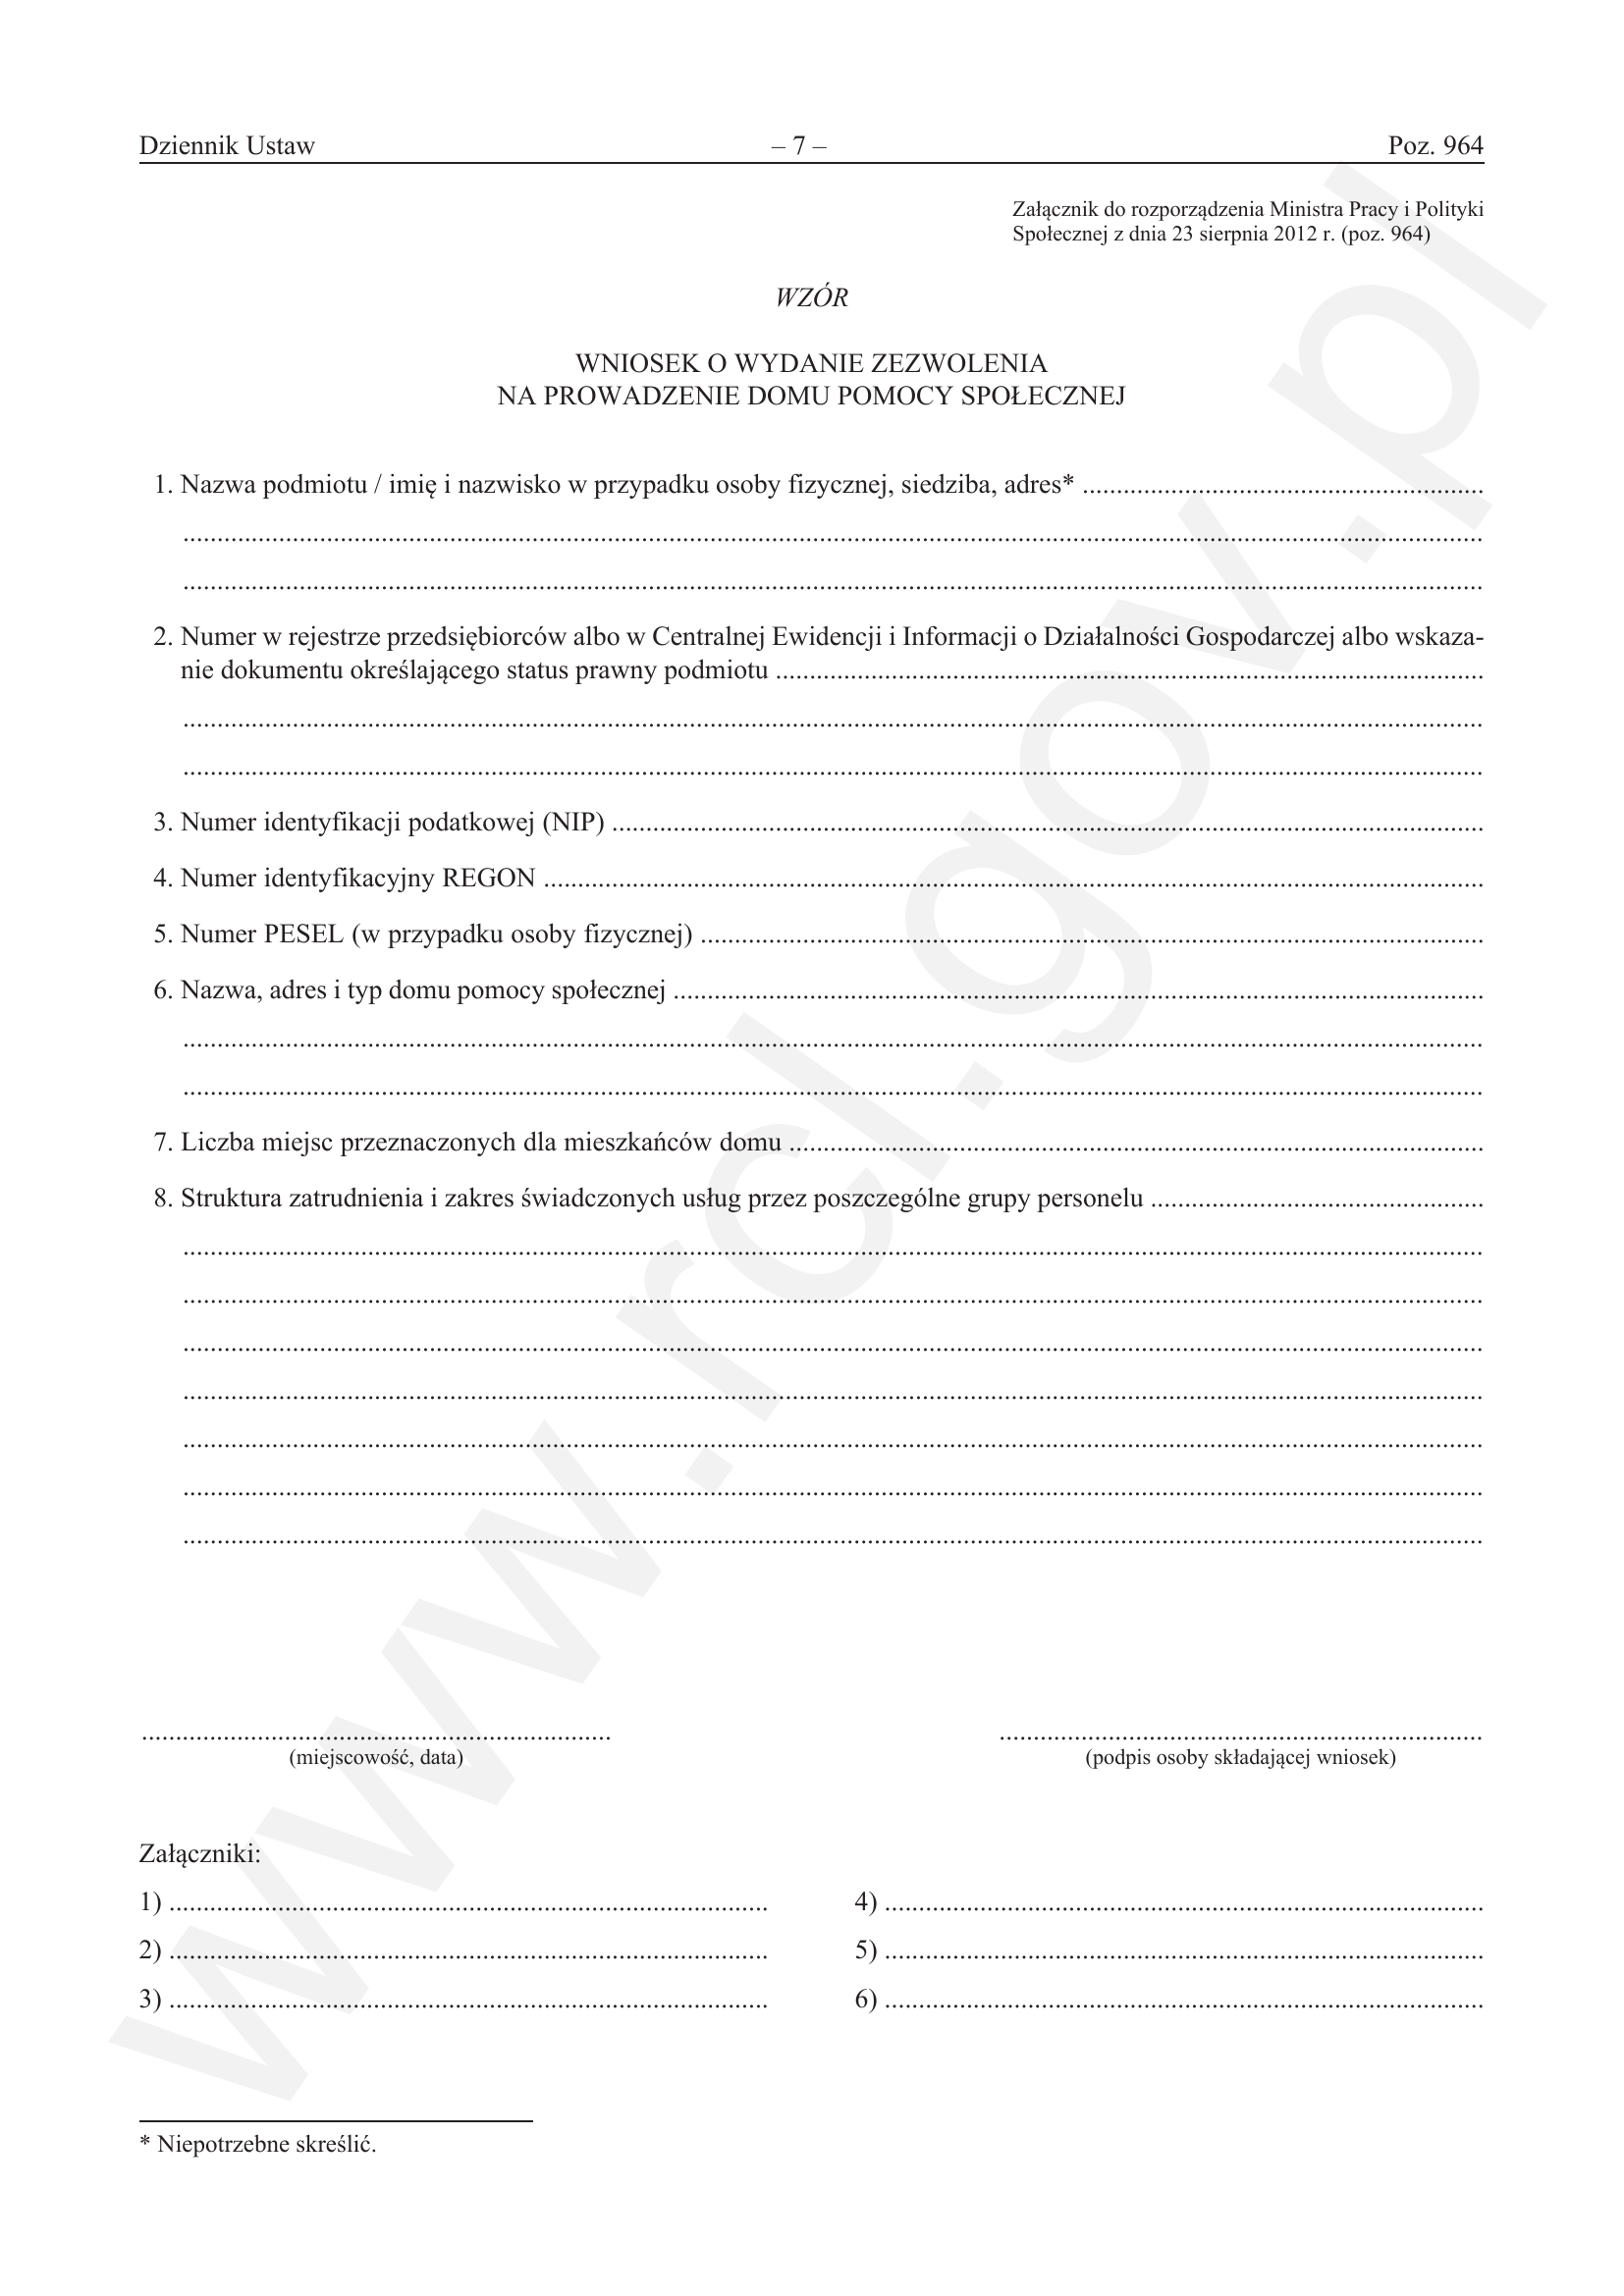 Dziennik Ustaw – 7 – Poz. 964
Załącznik do rozporządzenia Ministra Pracy i Polityki
Społecznej z dnia 23 sierpnia 2012 r. (poz. 964)
WZÓR
WNIOSEK O WYDANIE ZEZWOLENIA
NA PROWADZENIE DOMU POMOCY SPOŁECZNEJ
1. Nazwa podmiotu / imię i nazwisko w przypadku osoby fizycznej, siedziba, adres* ..........
..........
..........
2. Numer w rejestrze przedsiębiorców albo w Centralnej Ewidencji i Informacji o Działalności Gospodarczej albo wskaza-
nie dokumentu określającego status prawny podmiotu ..........
..........
..........
3. Numer identyfikacji podatkowej (NIP) ..........
4. Numer identyfikacyjny REGON ..........
5. Numer PESEL (w przypadku osoby fizycznej) ..........
6. Nazwa, adres i typ domu pomocy społecznej ..........
..........
..........
7. Liczba miejsc przeznaczonych dla mieszkańców domu ..........
8. Struktura zatrudnienia i zakres świadczonych usług przez poszczególne grupy personelu ..........
..........
..........
..........
..........
..........
..........
..........
.......... ..........
(miejscowość, data) (podpis osoby składającej wniosek)
Załączniki:
1) .......... 4) ..........
2) .......... 5) ..........
3) .......... 6) ..........
* Niepotrzebne skreślić.
www.rcl.gov.pl